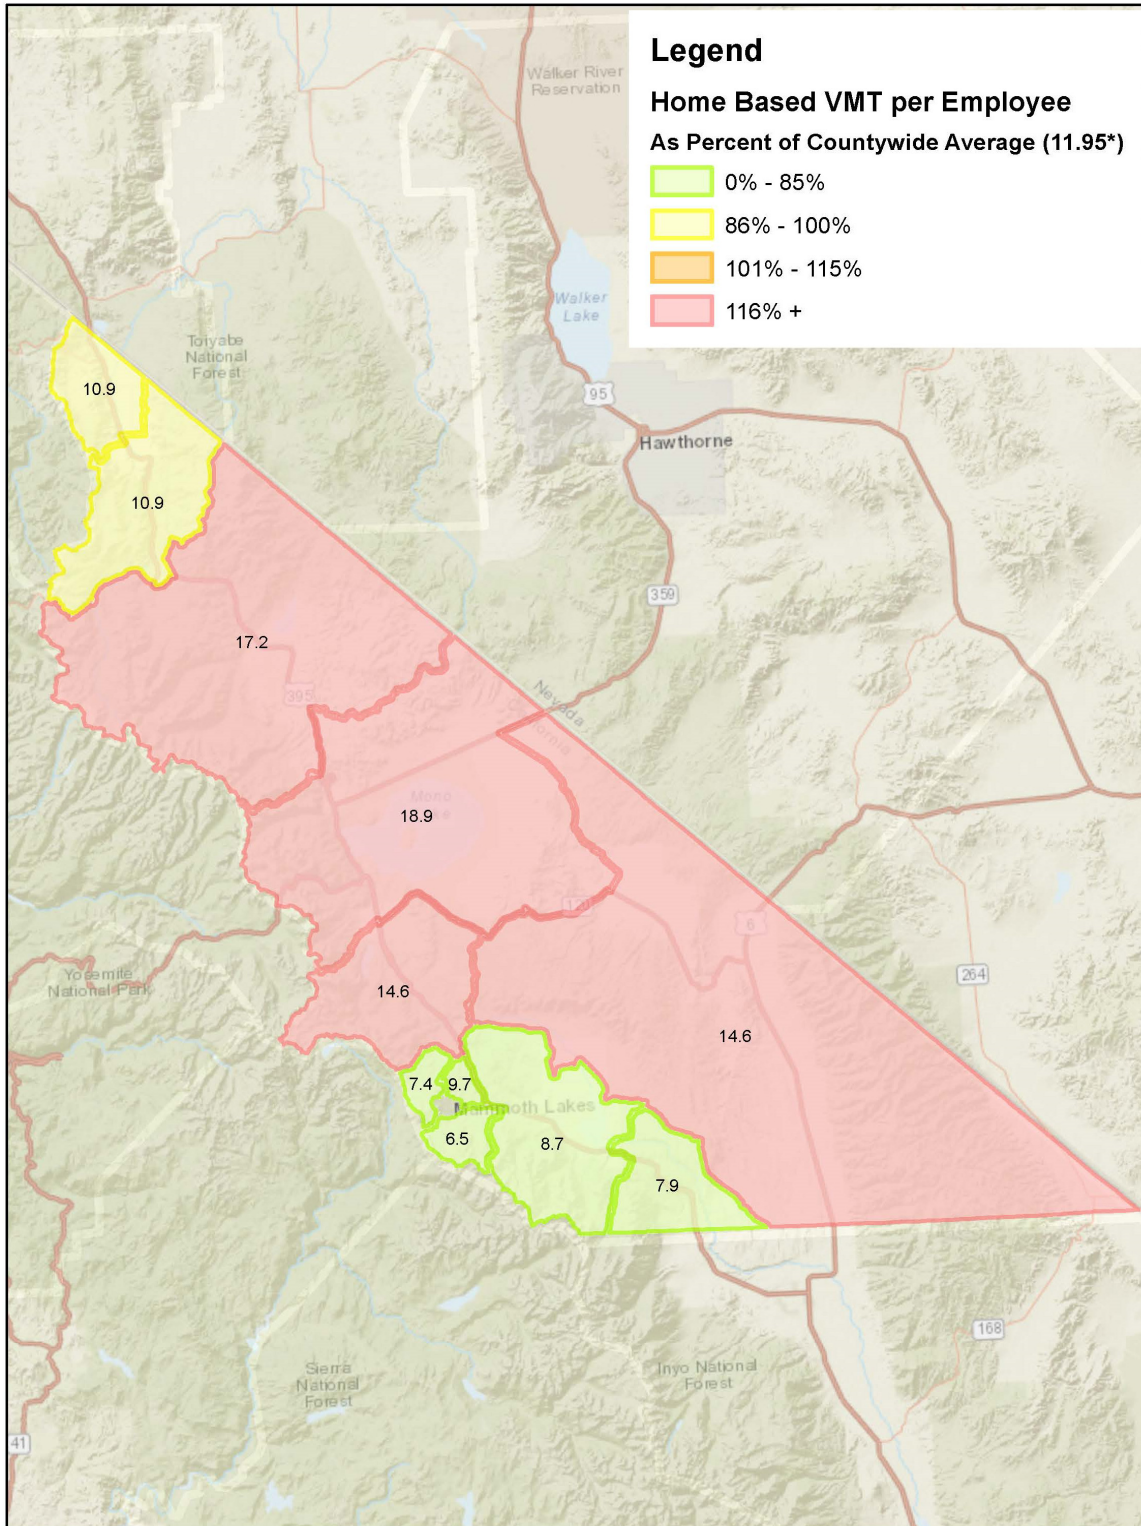 Legend
Home Based VMT per Employee
As Percent of Countywide Average (11.95*)
0% - 85%
86% - 100%
101% - 115%
116% +
Walker River
Reservation
Walker
Lake
Toiyabe
National
Forest
10.9
95
Hawthorne
10.9
359
17.2
395
Nevada
California
Mono
Lake
18.9
120
6
Yosemite
National Park
264
14.6
14.6
7.4
9.7
Mammoth Lakes
6.5
8.7
7.9
168
Sierra
National
Forest
Inyo National
Forest
41